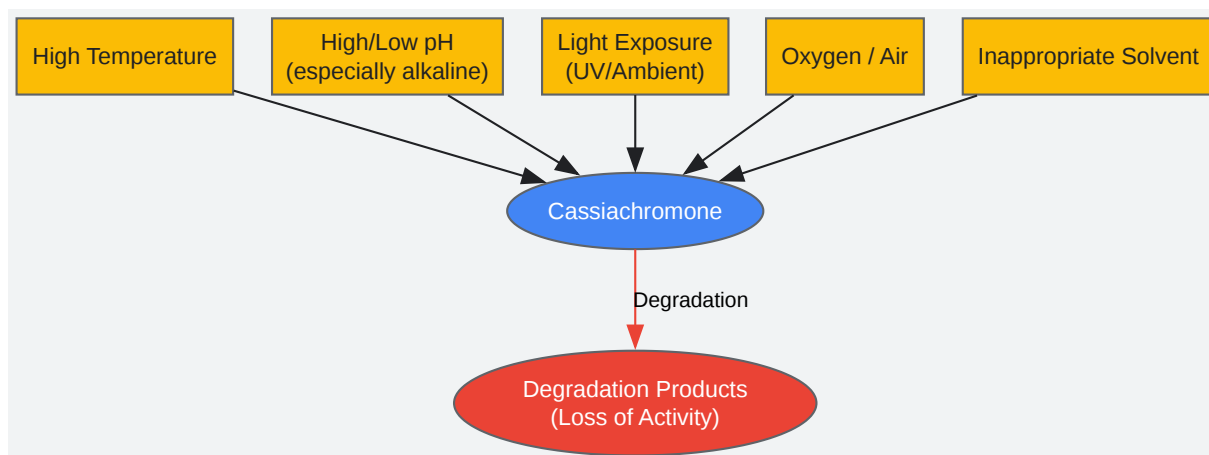 High Temperature
High/Low pH
(especially alkaline)
Light Exposure
(UV/Ambient)
Oxygen / Air
Inappropriate Solvent
Cassiachromone
Degradation
Degradation Products
(Loss of Activity)